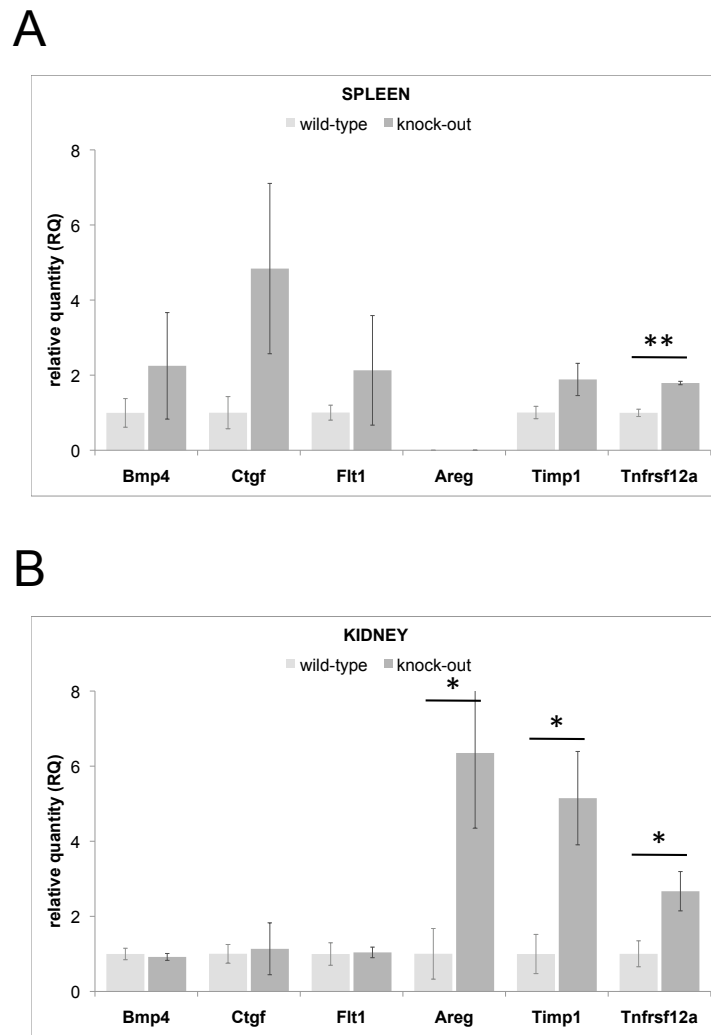 A
SPLEEN
wild-type knock-out
relative quantity (RQ)
8
6
4
2
0
**
Bmp4 Ctgf Flt1 Areg Timp1 Tnfrsf12a
B
KIDNEY
wild-type knock-out
relative quantity (RQ)
8
6
4
2
0
*
*
*
Bmp4 Ctgf Flt1 Areg Timp1 Tnfrsf12a